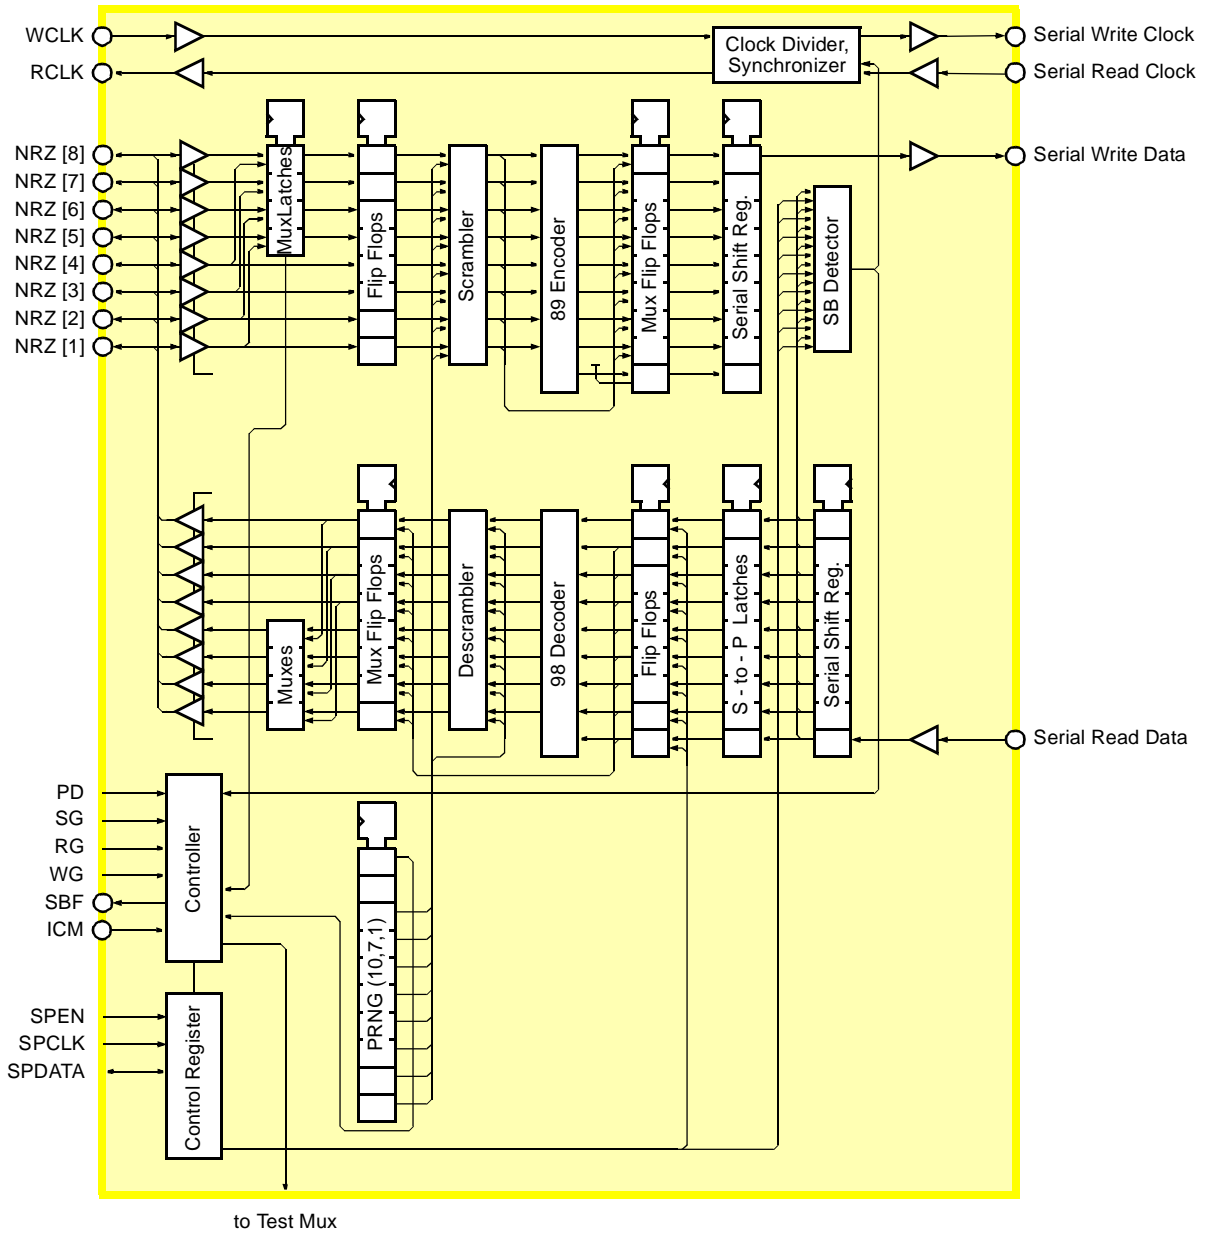 WCLK
Clock Divider,
Synchronizer
Serial Write Clock
RCLK
Serial Read Clock
NRZ [8]
NRZ [7]
NRZ [6]
NRZ [5]
NRZ [4]
NRZ [3]
NRZ [2]
NRZ [1]
MuxLatches
Flip Flops
Scrambler
89 Encoder
Mux Flip Flops
Serial Shift Reg.
SB Detector
Serial Write Data
Muxes
Mux Flip Flops
Descrambler
98 Decoder
Flip Flops
S - to - P Latches
Serial Shift Reg.
Serial Read Data
PD
SG
RG
WG
SBF
ICM
Controller
PRNG (10,7,1)
SPEN
SPCLK
SPDATA
Control Register
to Test Mux